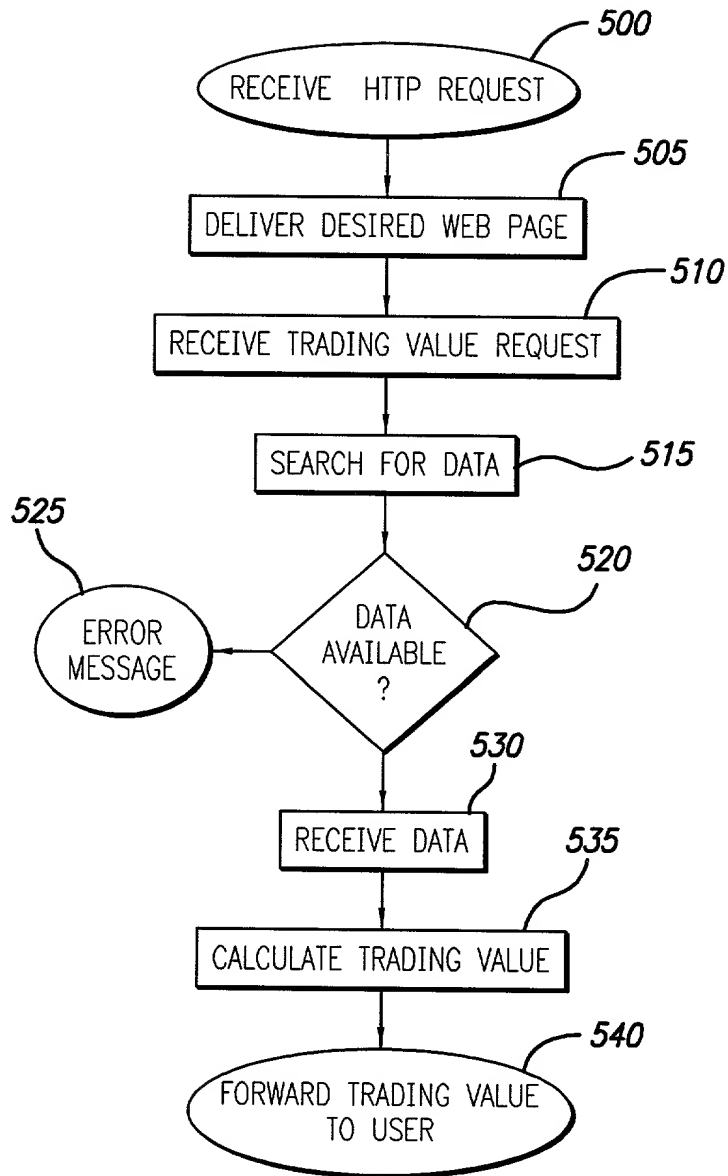 500
RECEIVE HTTP REQUEST
505
DELIVER DESIRED WEB PAGE
510
RECEIVE TRADING VALUE REQUEST
515
SEARCH FOR DATA
525
520
DATA
AVAILABLE
?
ERROR
MESSAGE
530
RECEIVE DATA
535
CALCULATE TRADING VALUE
540
FORWARD TRADING VALUE
TO USER